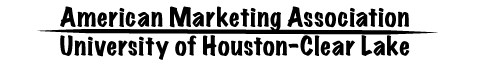 American Marketing Association
University of Houston-Clear Lake